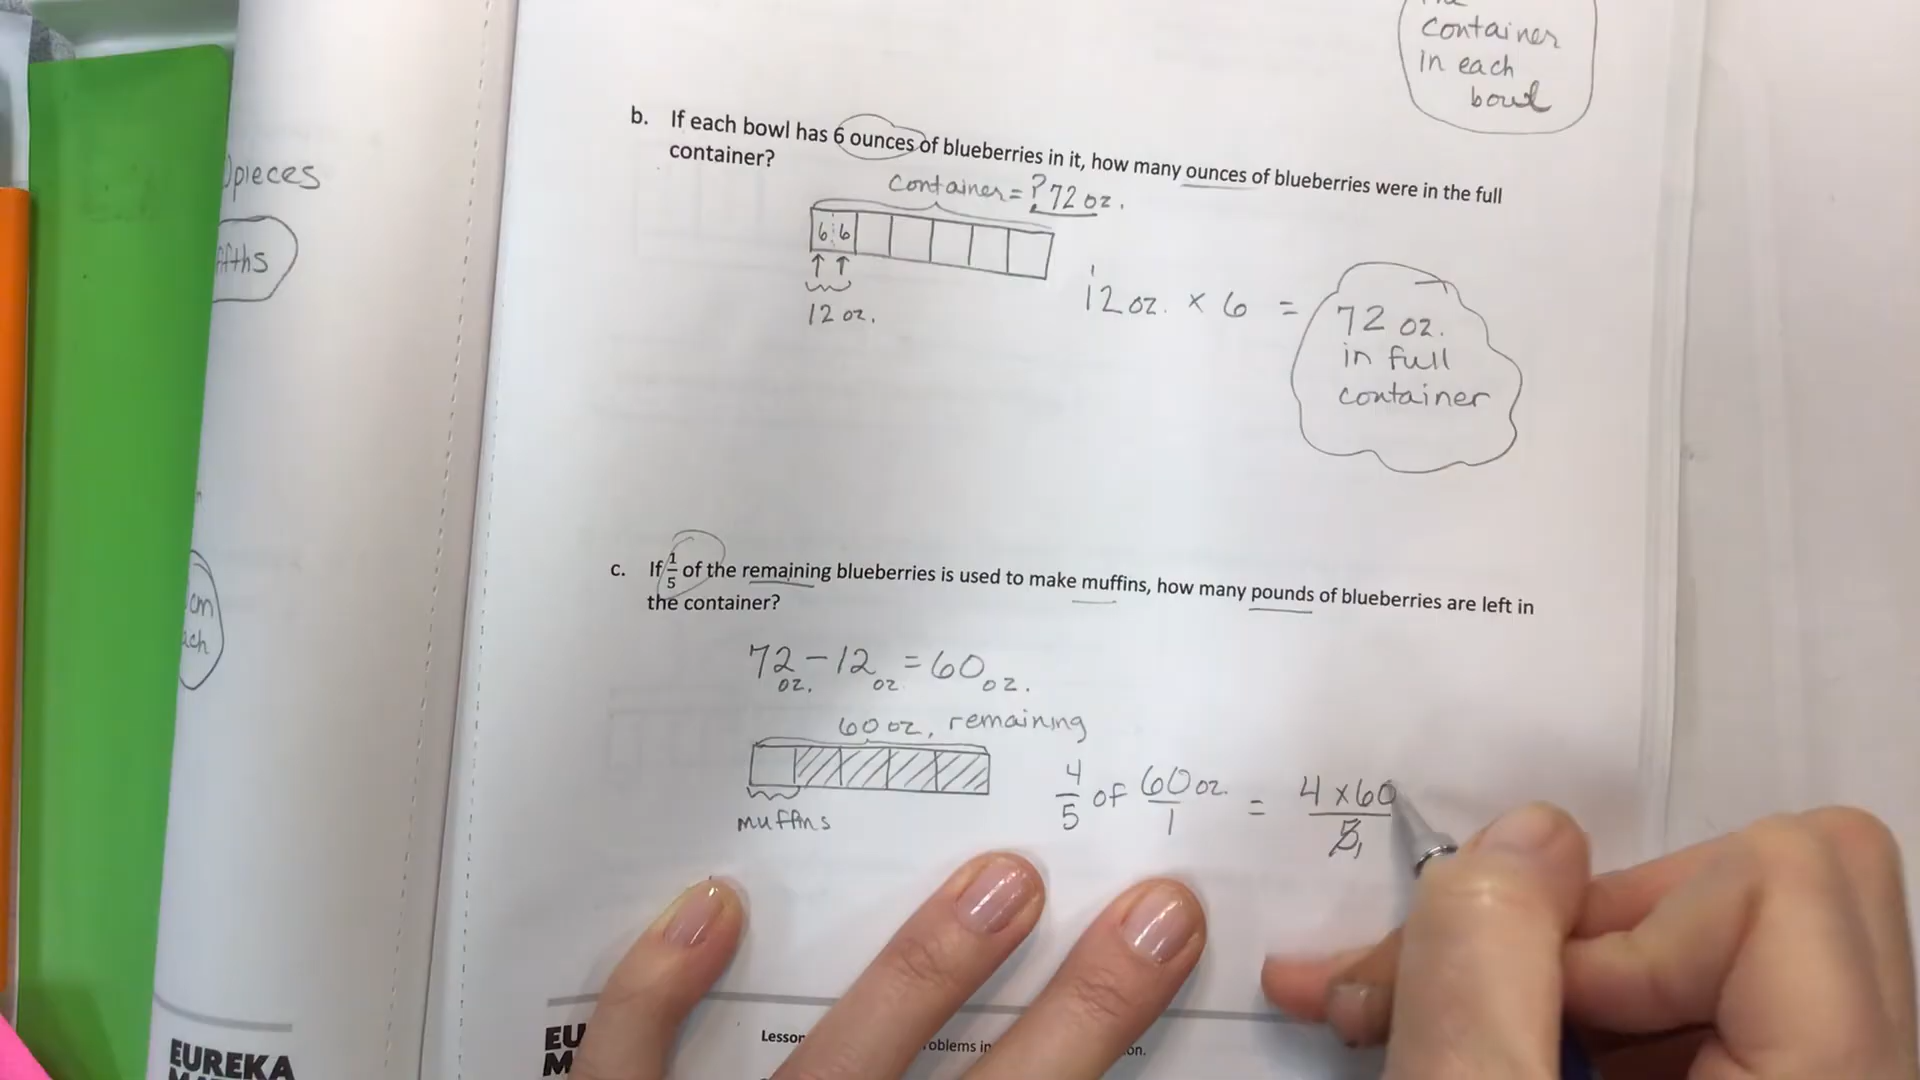 container
in each
bowl
pieces
b. If each bowl has 6 ounces of blueberries in it, how many ounces of blueberries were in the full
container?
container = ? 72 oz.
6 6
12 oz.
12 oz. × 6 = 72 oz.
in full
container
c. If 1/5 of the remaining blueberries is used to make muffins, how many pounds of blueberries are left in
the container?
72 oz. - 12 oz. = 60 oz.
60 oz. remaining
muffins
4/5 of 60 oz./1 = 4 × 60/5 1
cm
EUREKA
EU
M
Lesson